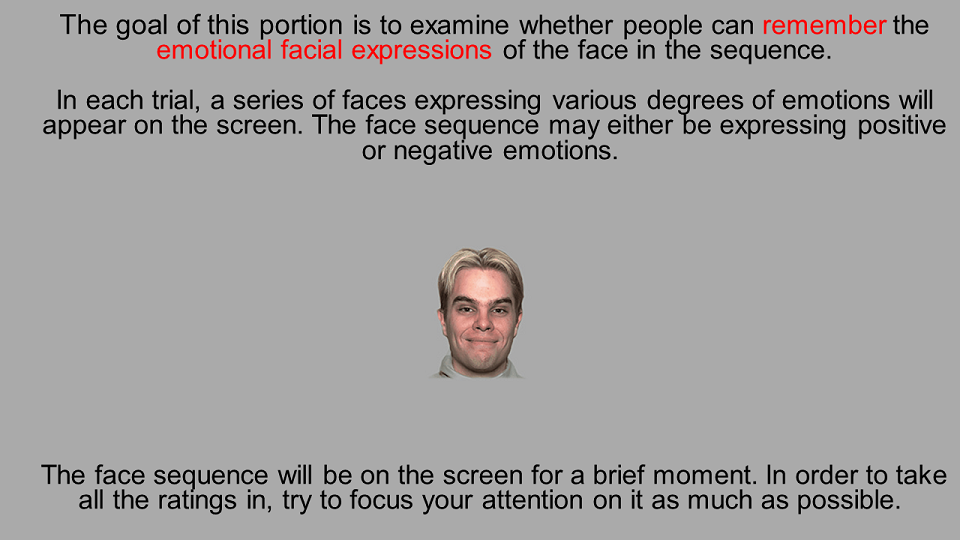 The goal of this portion is to examine whether people can remember the
emotional facial expressions of the face in the sequence.
In each trial, a series of faces expressing various degrees of emotions will
appear on the screen. The face sequence may either be expressing positive
or negative emotions.
The face sequence will be on the screen for a brief moment. In order to take
all the ratings in, try to focus your attention on it as much as possible.